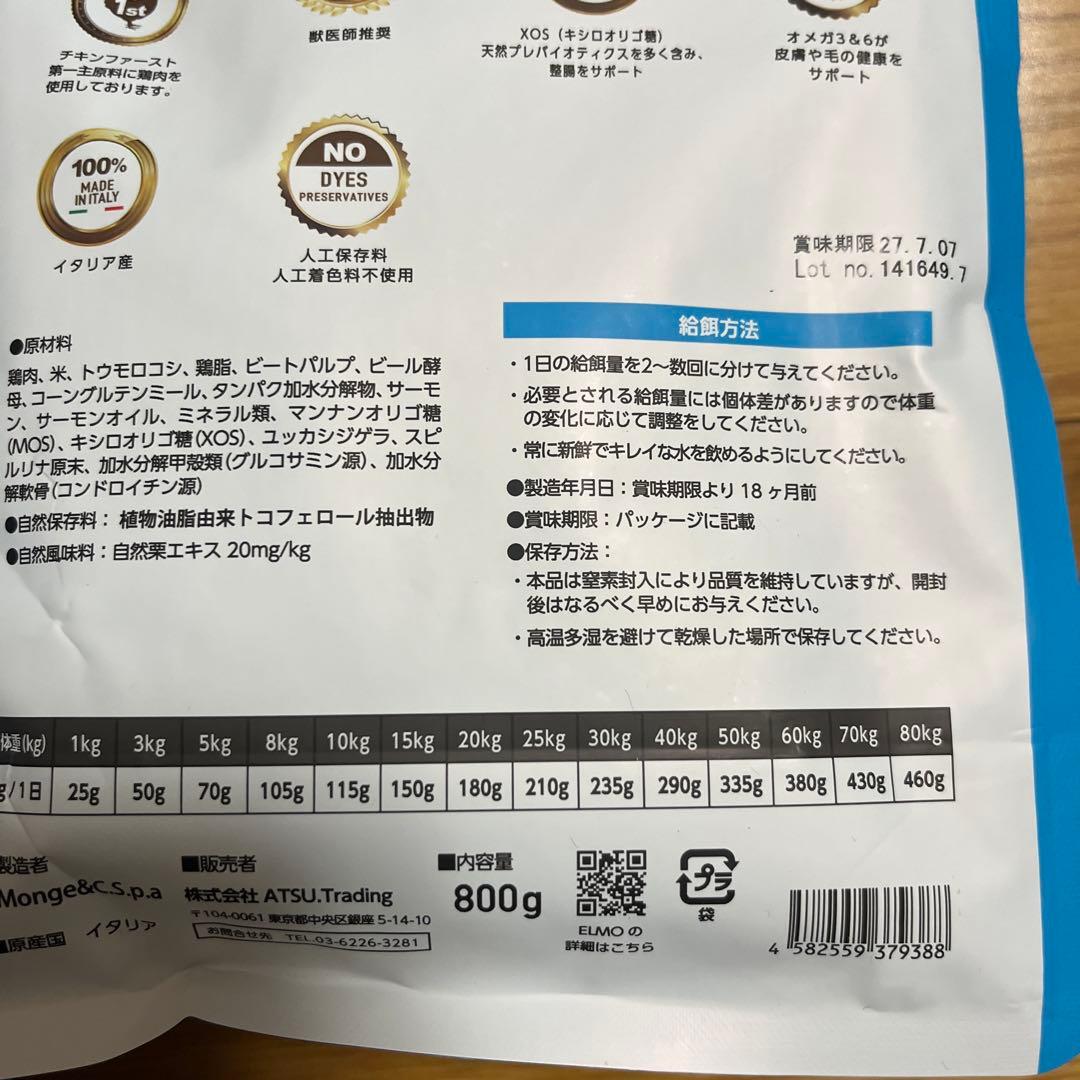 1st
チキンファースト
第一主原料に鶏肉を
使用しております。
獣医師推奨
XOS（キシロオリゴ糖）
天然プレバイオティクスを多く含み、
整腸をサポート
オメガ3＆6が
皮膚や毛の健康を
サポート
100%
MADE
IN ITALY
イタリア産
NO
DYES
PRESERVATIVES
人工保存料
人工着色料不使用
賞味期限27.7.07
Lot no.141649.7
●原材料
鶏肉、米、トウモロコシ、鶏脂、ビートパルプ、ビール酵
母、コーングルテンミール、タンパク加水分解物、サーモ
ン、サーモンオイル、ミネラル類、マンナンオリゴ糖
(MOS)、キシロオリゴ糖(XOS)、ユッカシジゲラ、スピ
ルリナ原末、加水分解甲殻類(グルコサミン源)、加水分
解軟骨(コンドロイチン源)
●自然保存料：植物油脂由来トコフェロール抽出物
●自然風味料：自然栗エキス 20mg/kg
給餌方法
・1日の給餌量を2〜数回に分けて与えてください。
・必要とされる給餌量には個体差がありますので体重
の変化に応じて調整をしてください。
・常に新鮮でキレイな水を飲めるようにしてください。
●製造年月日：賞味期限より18ヶ月前
●賞味期限：パッケージに記載
●保存方法：
・本品は窒素封入により品質を維持していますが、開封
後はなるべく早めにお与えください。
・高温多湿を避けて乾燥した場所で保存してください。
体重(kg) 1kg 3kg 5kg 8kg 10kg 15kg 20kg 25kg 30kg 40kg 50kg 60kg 70kg 80kg
g/1日 25g 50g 70g 105g 115g 150g 180g 210g 235g 290g 335g 380g 430g 460g
製造者
Monge&C.S.p.a
■原産国 イタリア
■販売者
株式会社 ATSU.Trading
〒104-0061 東京都中央区銀座 5-14-10
お問合せ先 TEL.03-6226-3281
■内容量
800g
ELMOの
詳細はこちら
プラ
袋
4 582559 379388